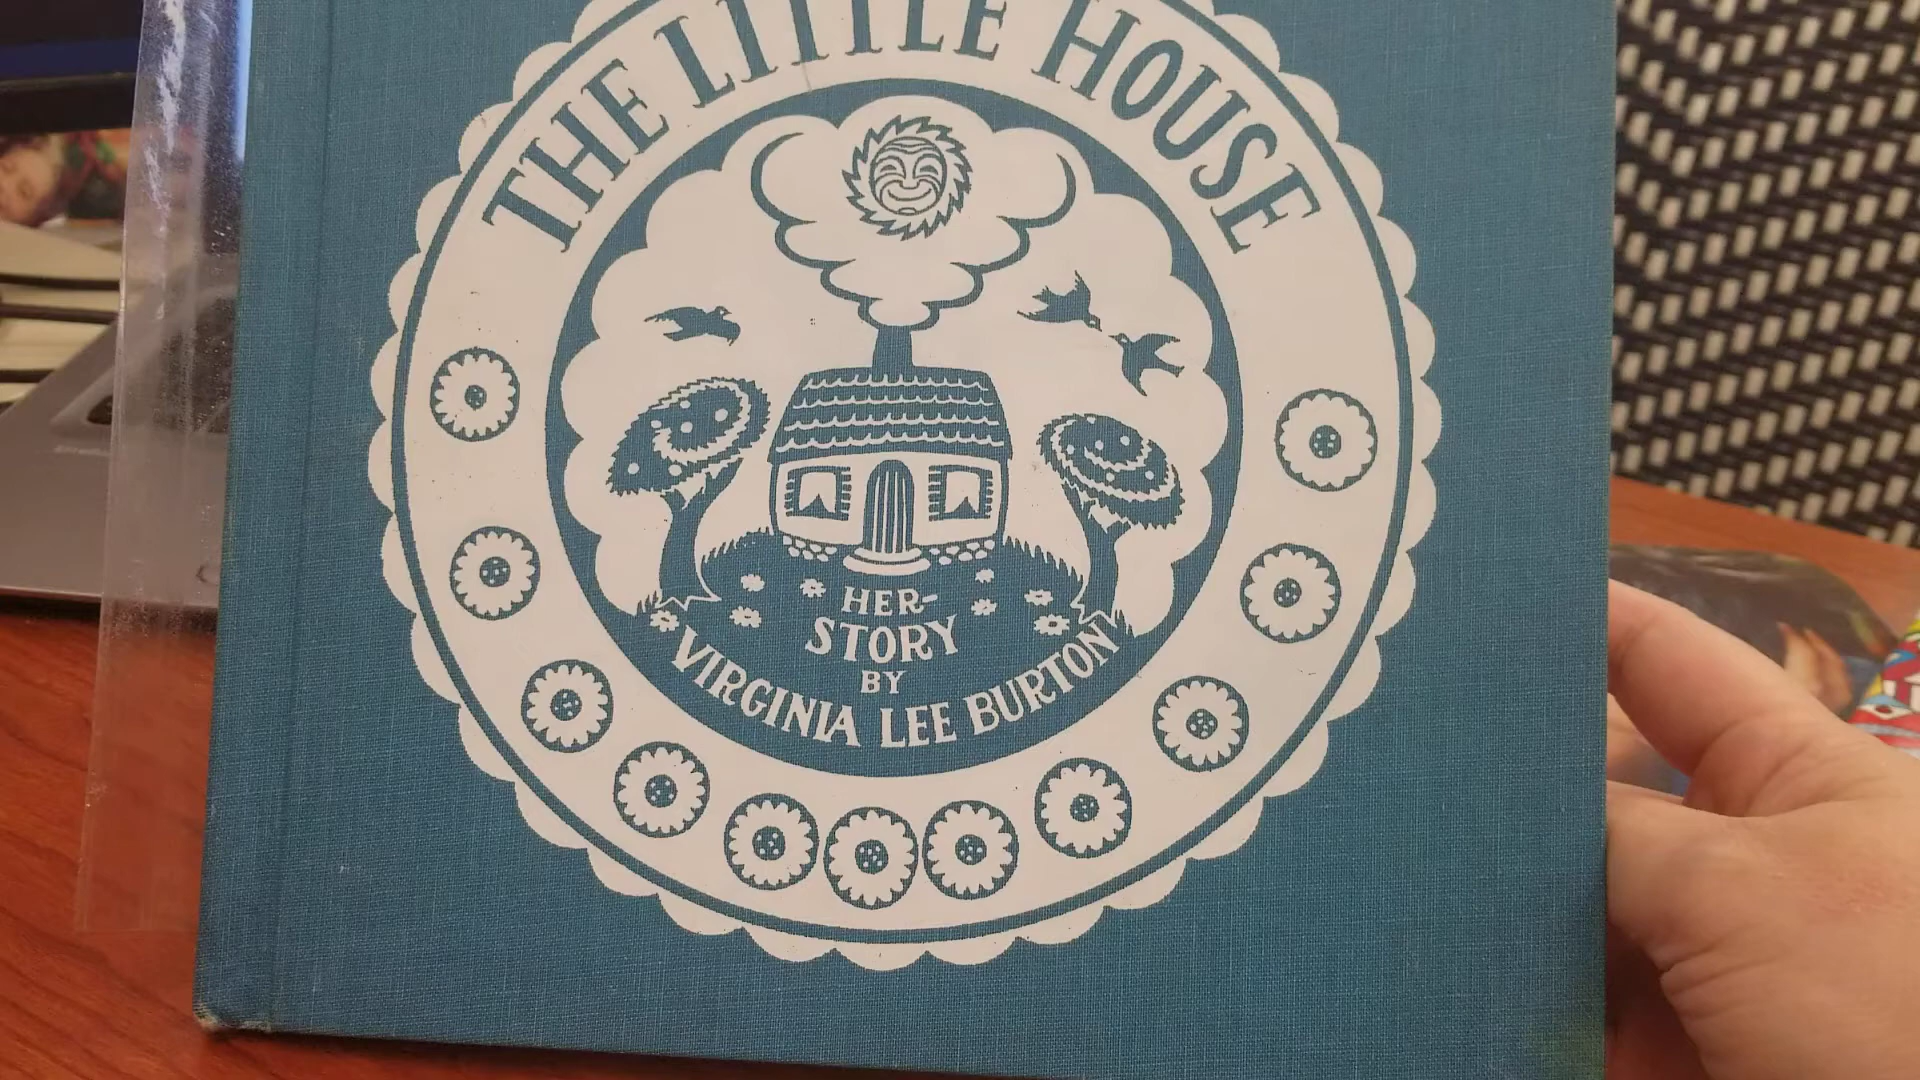 THE LITTLE HOUSE
HER-
STORY
BY
VIRGINIA LEE BURTON